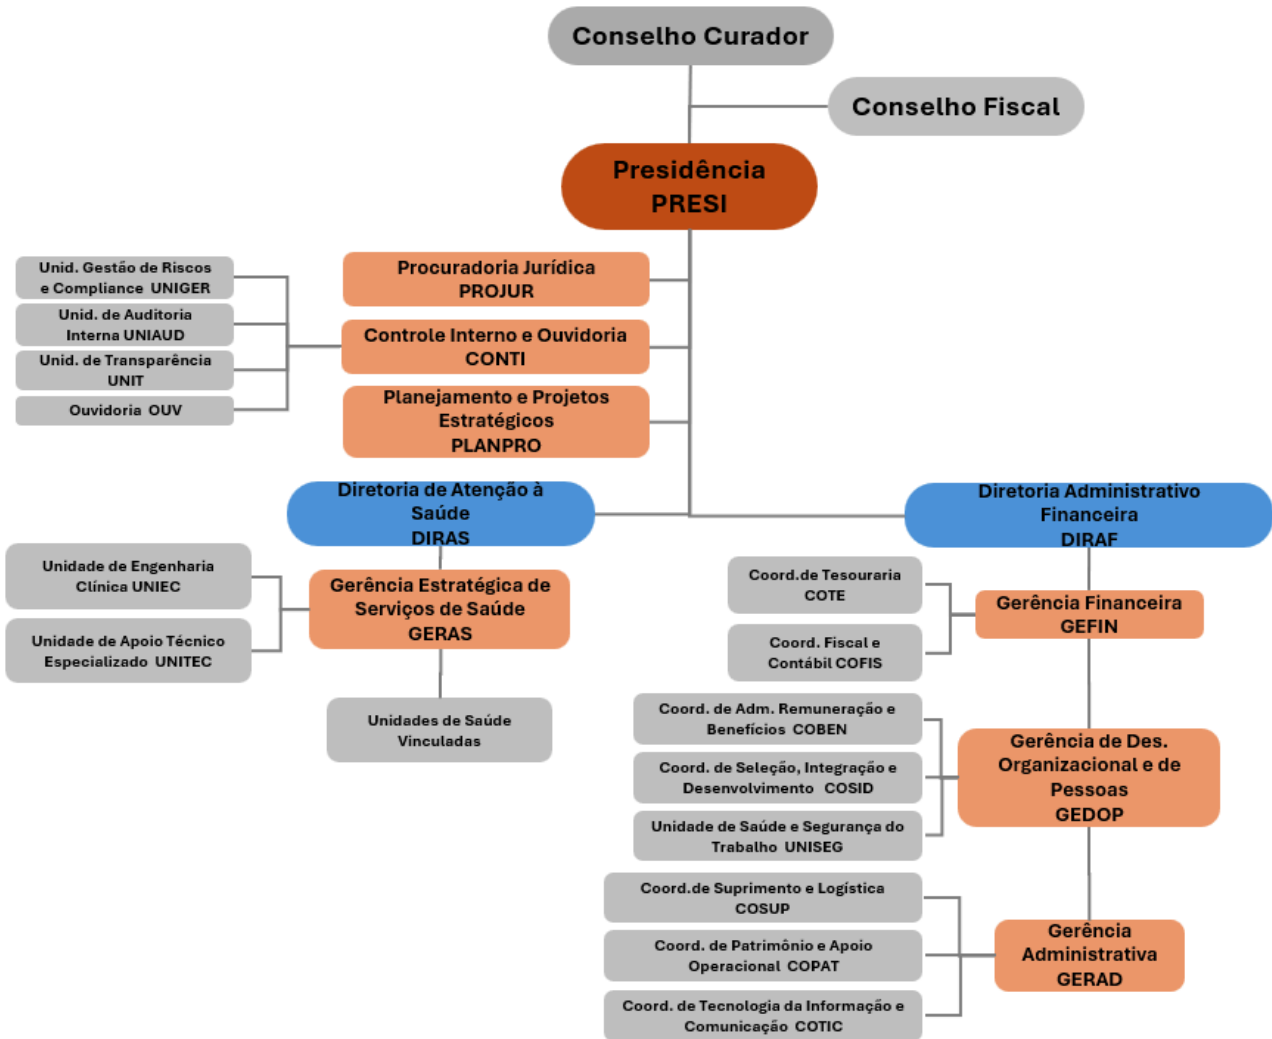 Conselho Curador
Conselho Fiscal
Presidência
PRESI
Procuradoria Jurídica
PROJUR
Unid. Gestão de Riscos
e Compliance UNIGER
Unid. de Auditoria
Interna UNIAUD
Unid. de Transparência
UNIT
Ouvidoria OUV
Controle Interno e Ouvidoria
CONTI
Planejamento e Projetos
Estratégicos
PLANPRO
Diretoria de Atenção à
Saúde
DIRAS
Unidade de Engenharia
Clínica UNIEC
Unidade de Apoio Técnico
Especializado UNITEC
Gerência Estratégica de
Serviços de Saúde
GERAS
Unidades de Saúde
Vinculadas
Diretoria Administrativo
Financeira
DIRAF
Coord.de Tesouraria
COTE
Coord. Fiscal e
Contábil COFIS
Gerência Financeira
GEFIN
Coord. de Adm. Remuneração e
Benefícios COBEN
Coord. de Seleção, Integração e
Desenvolvimento COSID
Unidade de Saúde e Segurança do
Trabalho UNISEG
Gerência de Des.
Organizacional e de
Pessoas
GEDOP
Coord.de Suprimento e Logística
COSUP
Coord. de Patrimônio e Apoio
Operacional COPAT
Coord. de Tecnologia da Informação e
Comunicação COTIC
Gerência
Administrativa
GERAD